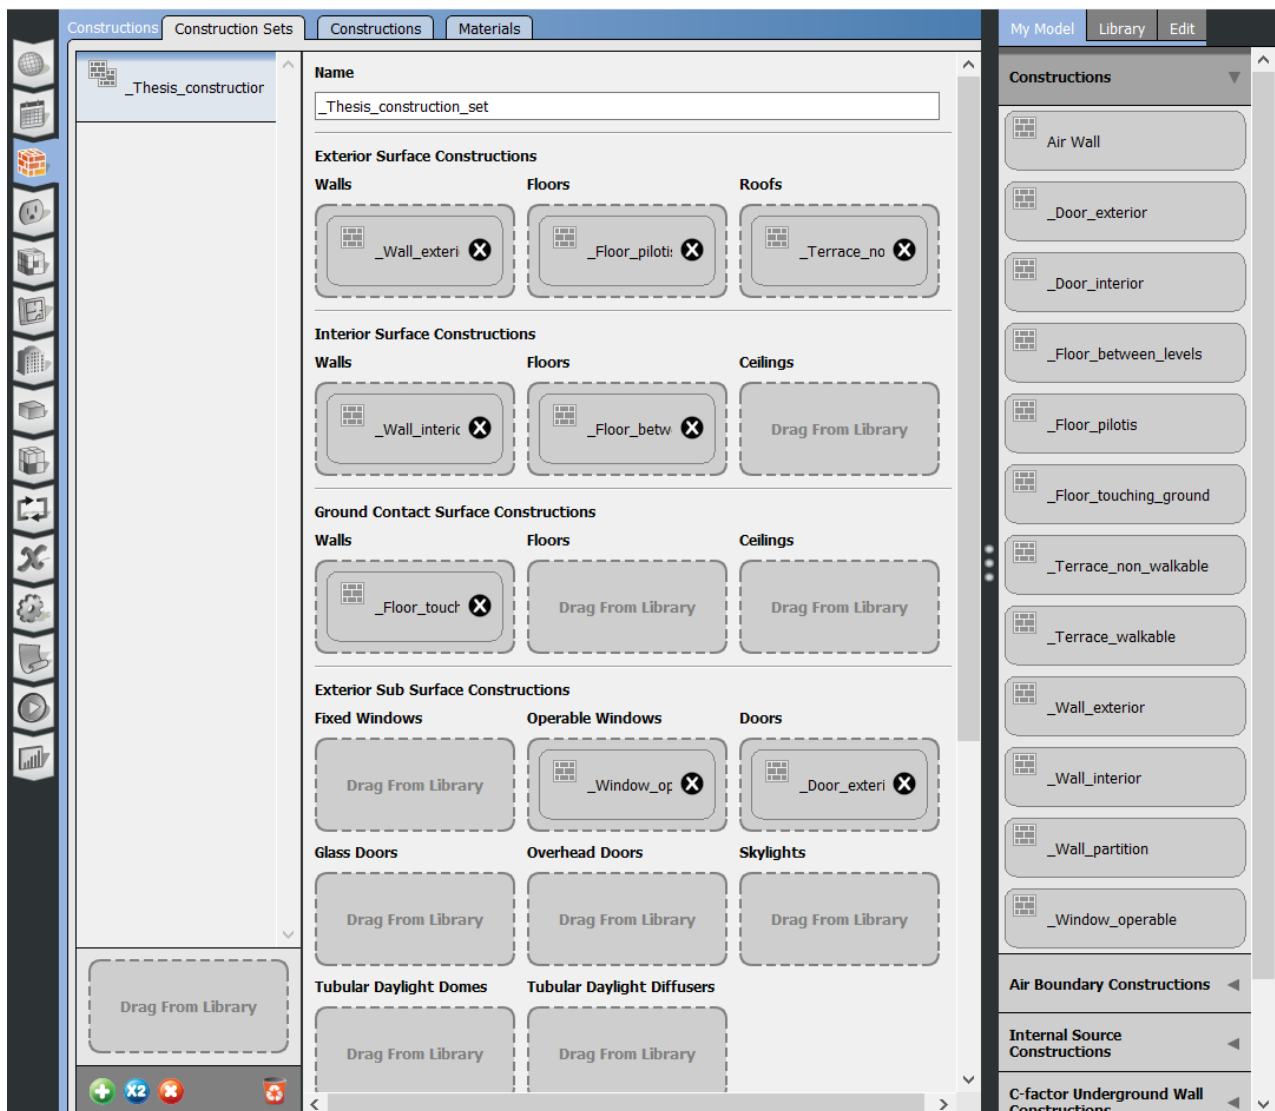 Constructions
Construction Sets
Constructions
Materials
My Model
Library
Edit
_Thesis_constructior
Name
_Thesis_construction_set
Exterior Surface Constructions
Walls
Floors
Roofs
_Wall_exteri
_Floor_piloti
_Terrace_no
Interior Surface Constructions
Walls
Floors
Ceilings
_Wall_interic
_Floor_betw
Drag From Library
Ground Contact Surface Constructions
Walls
Floors
Ceilings
_Floor_touch
Drag From Library
Drag From Library
Exterior Sub Surface Constructions
Fixed Windows
Operable Windows
Doors
Drag From Library
_Window_op
_Door_exteri
Glass Doors
Overhead Doors
Skylights
Drag From Library
Drag From Library
Drag From Library
Tubular Daylight Domes
Tubular Daylight Diffusers
Drag From Library
Drag From Library
Drag From Library
X2
Constructions
Air Wall
_Door_exterior
_Door_interior
_Floor_between_levels
_Floor_pilotis
_Floor_touching_ground
_Terrace_non_walkable
_Terrace_walkable
_Wall_exterior
_Wall_interior
_Wall_partition
_Window_operable
Air Boundary Constructions
Internal Source
Constructions
C-factor Underground Wall
Constructions